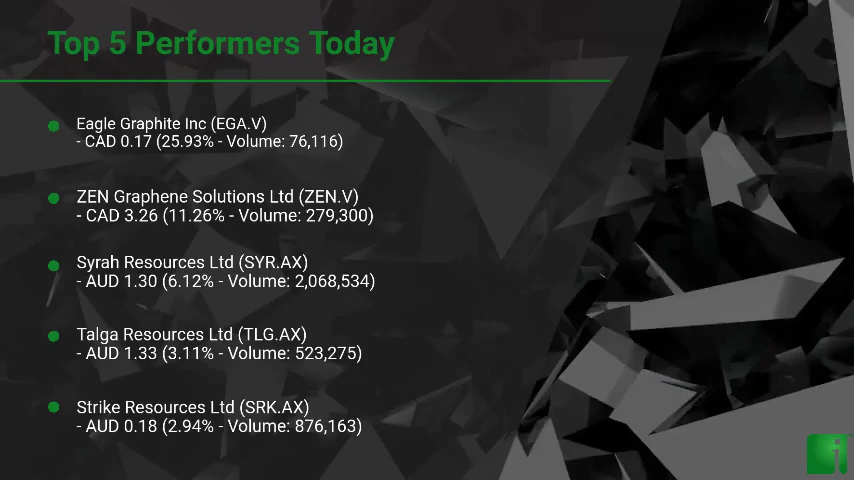 Top 5 Performers Today
Eagle Graphite Inc (EGA.V)
- CAD 0.17 (25.93% - Volume: 76,116)
ZEN Graphene Solutions Ltd (ZEN.V)
- CAD 3.26 (11.26% - Volume: 279,300)
Syrah Resources Ltd (SYR.AX)
- AUD 1.30 (6.12% - Volume: 2,068,534)
Talga Resources Ltd (TLG.AX)
- AUD 1.33 (3.11% - Volume: 523,275)
Strike Resources Ltd (SRK.AX)
- AUD 0.18 (2.94% - Volume: 876,163)
i